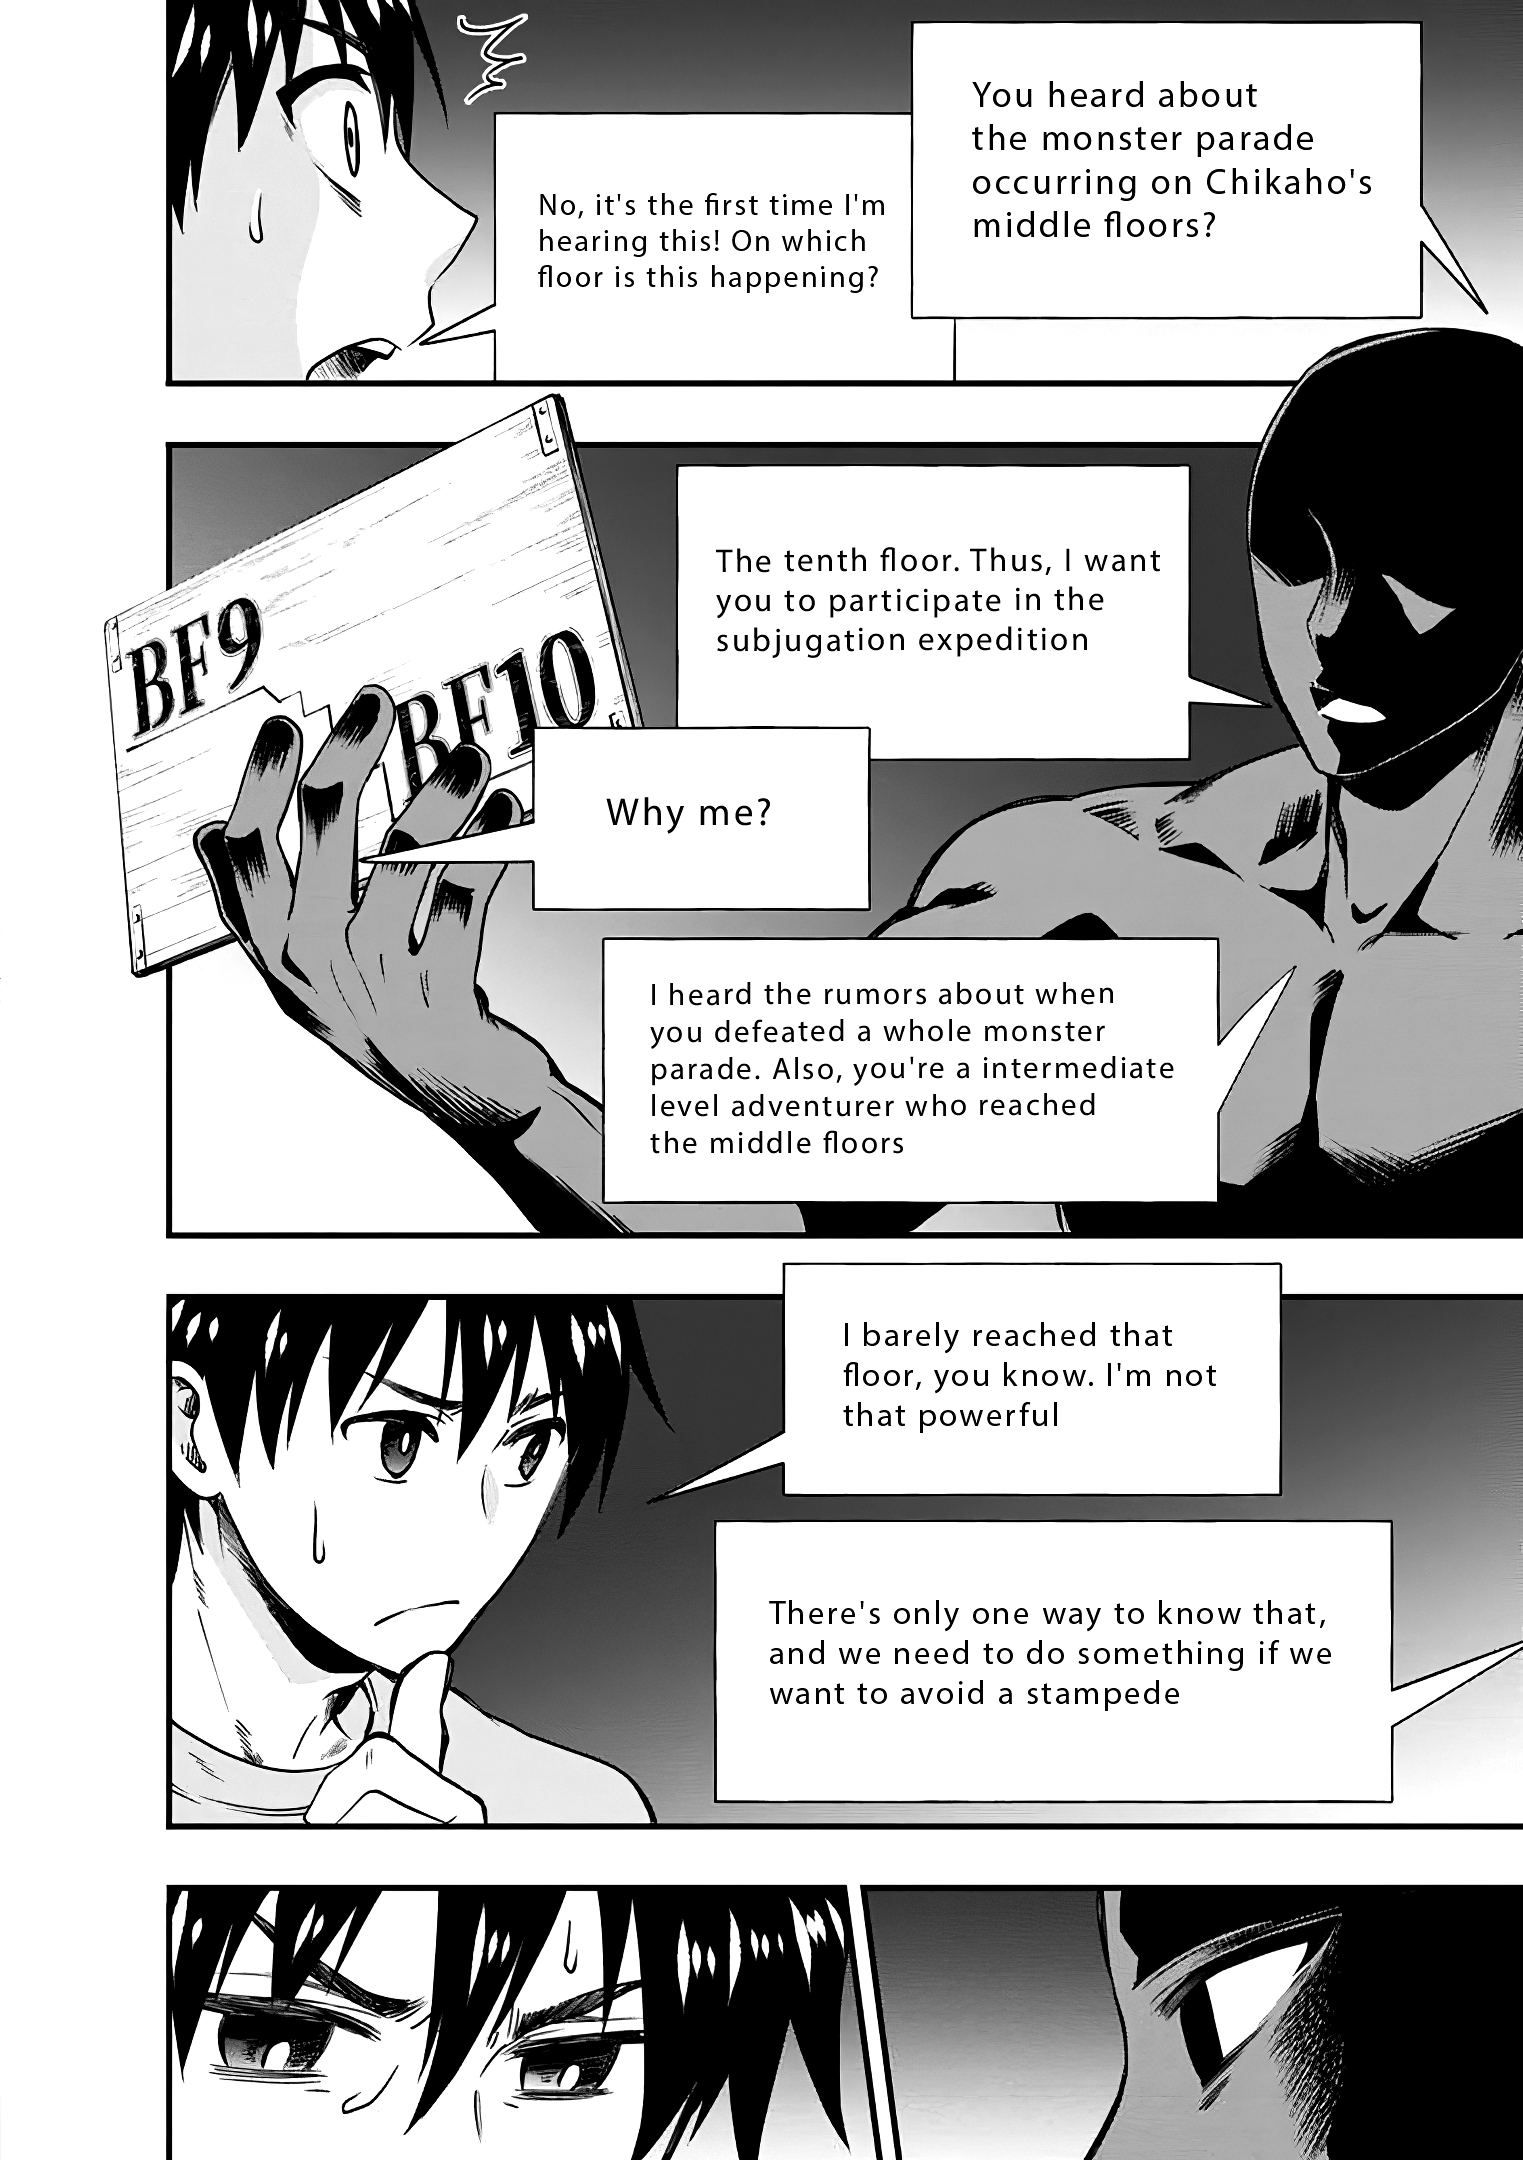 You heard about
the monster parade
occurring on Chikaho's
middle floors?
No, it's the first time I'm
hearing this! On which
floor is this happening?
The tenth floor. Thus, I want
you to participate in the
subjugation expedition
BF9
BF10
Why me?
I heard the rumors about when
you defeated a whole monster
parade. Also, you're a intermediate
level adventurer who reached
the middle floors
I barely reached that
floor, you know. I'm not
that powerful
There's only one way to know that,
and we need to do something if we
want to avoid a stampede